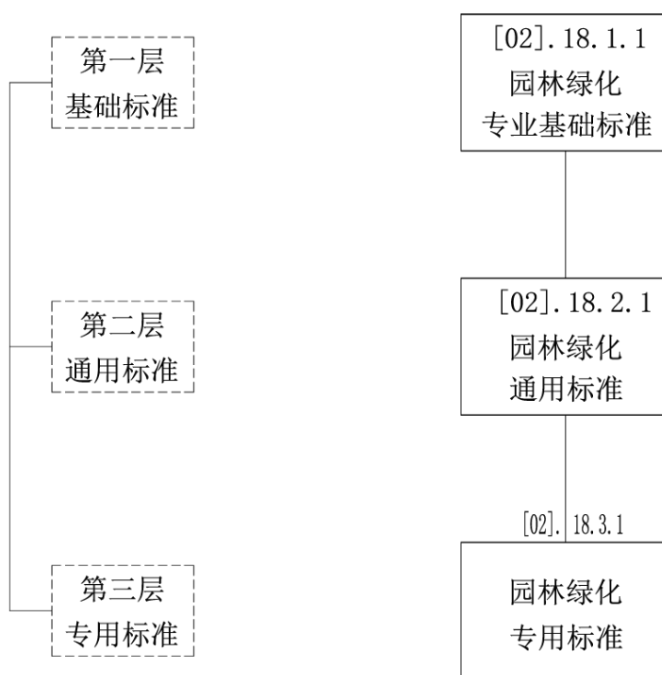 第一层
基础标准
[02].18.1.1
园林绿化
专业基础标准
第二层
通用标准
[02].18.2.1
园林绿化
通用标准
[02].18.3.1
第三层
专用标准
园林绿化
专用标准